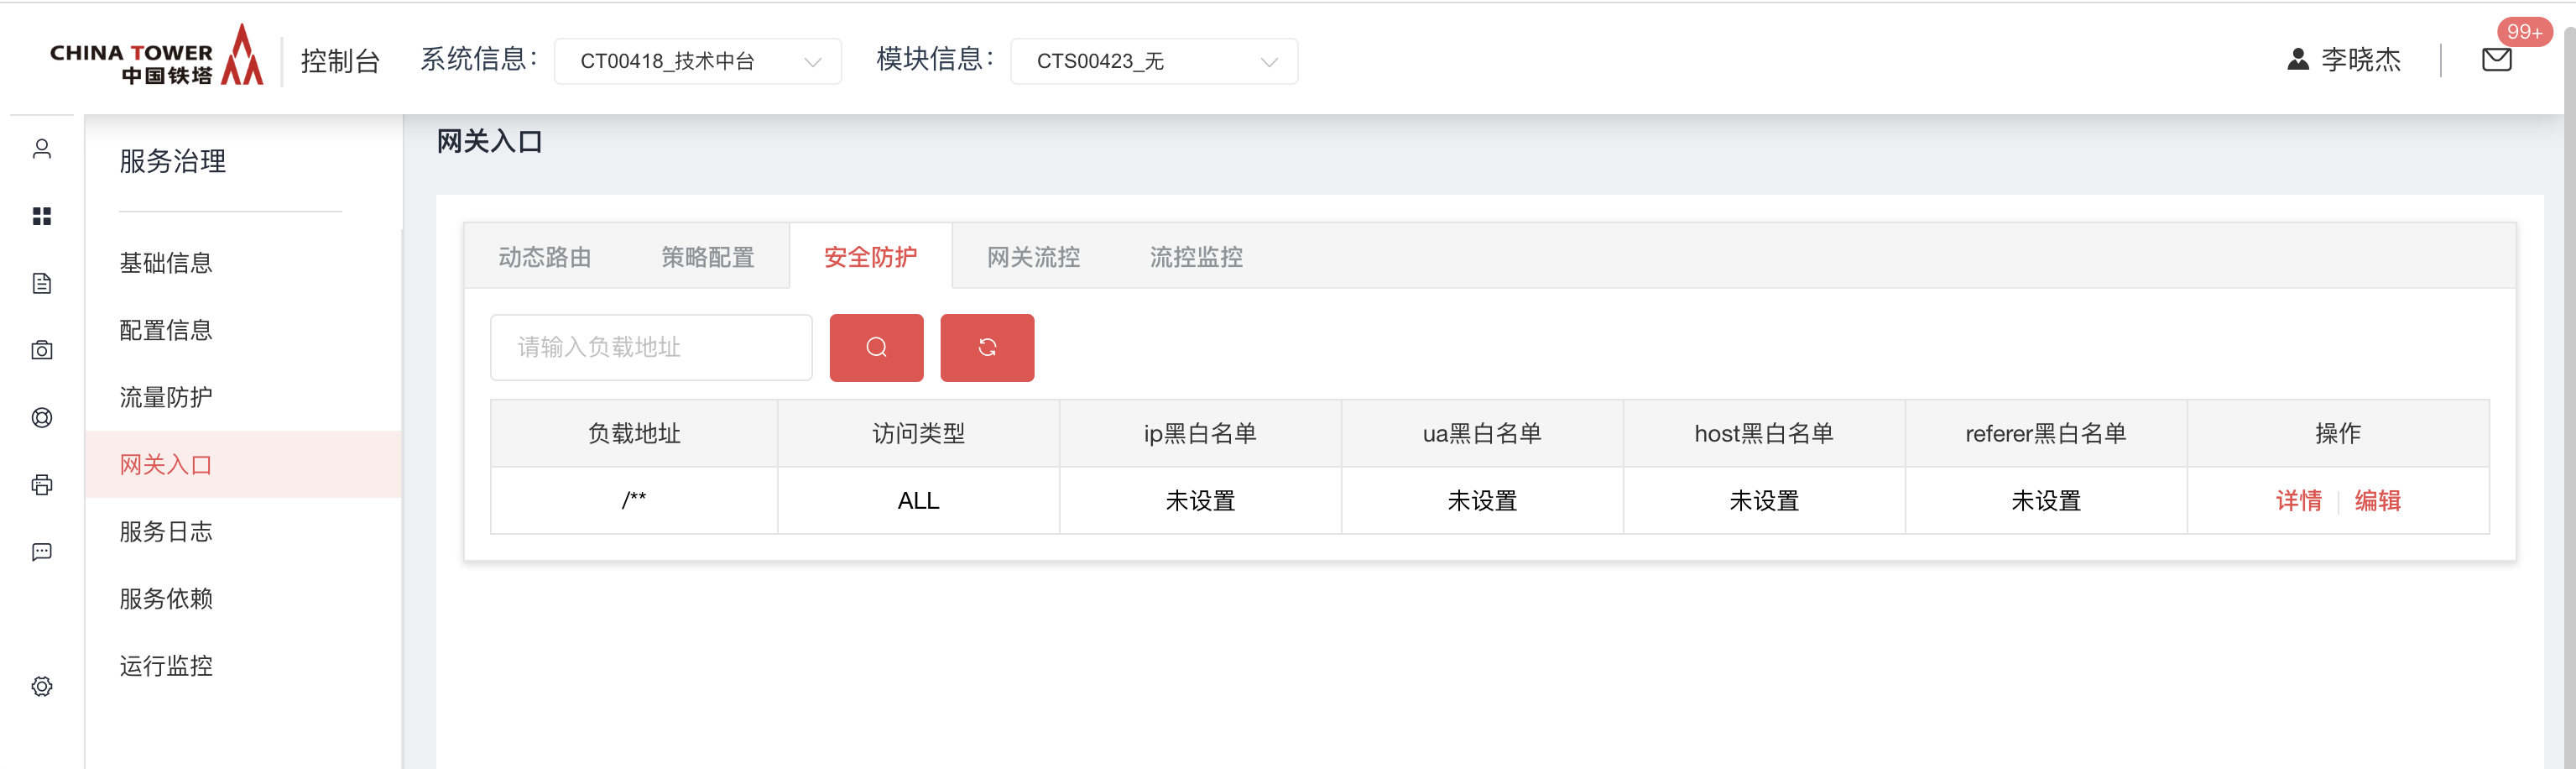 CHINA TOWER
中国铁塔
控制台
系统信息：
CT00418_技术中台
模块信息：
CTS00423_无
李晓杰
99+
服务治理
基础信息
配置信息
流量防护
网关入口
服务日志
服务依赖
运行监控
网关入口
动态路由 策略配置 安全防护 网关流控 流控监控
请输入负载地址
负载地址 访问类型 ip黑白名单 ua黑白名单 host黑白名单 referer黑白名单 操作
/** ALL 未设置 未设置 未设置 未设置 详情 编辑